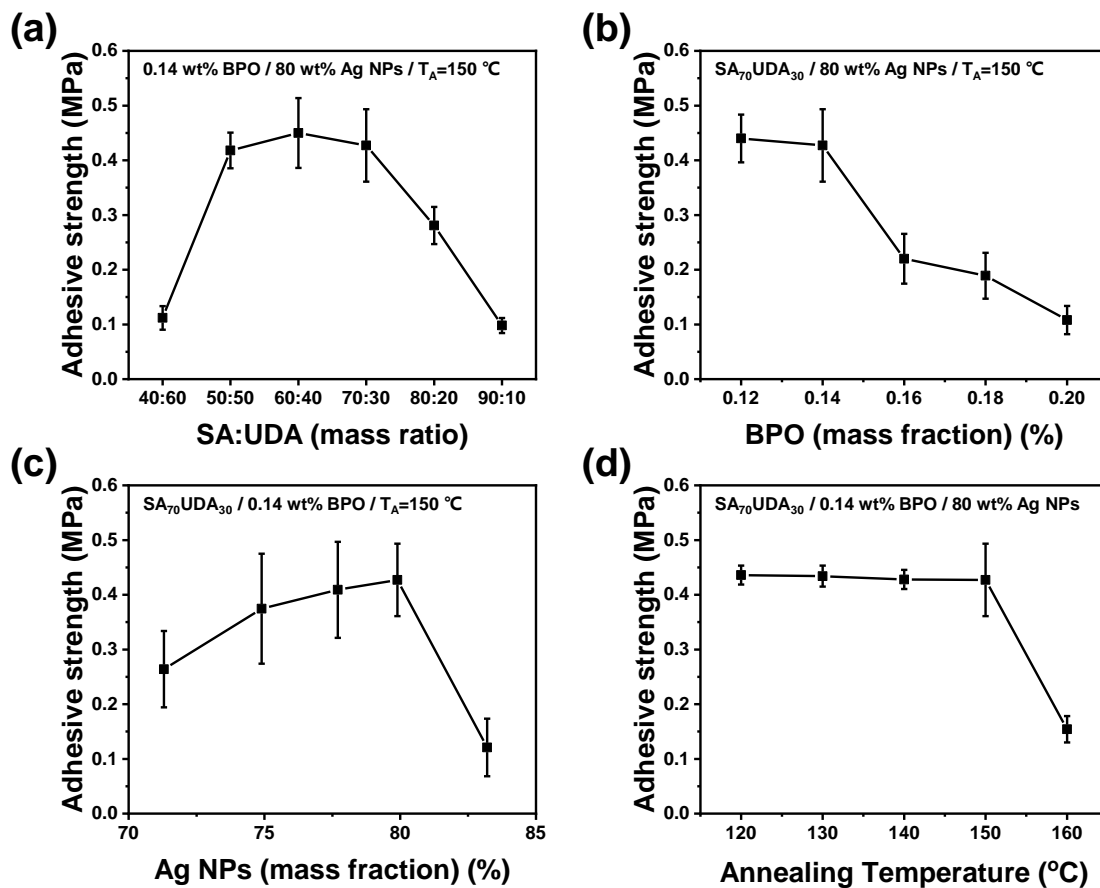 (a)
0.6
0.5
0.4
0.3
0.2
0.1
0.0
Adhesive strength (MPa)
0.14 wt% BPO / 80 wt% Ag NPs / T_A=150 ℃
40:60 50:50 60:40 70:30 80:20 90:10
SA:UDA (mass ratio)
(b)
0.6
0.5
0.4
0.3
0.2
0.1
0.0
Adhesive strength (MPa)
SA₇₀UDA₃₀ / 80 wt% Ag NPs / T_A=150 ℃
0.12 0.14 0.16 0.18 0.20
BPO (mass fraction) (%)
(c)
0.6
0.5
0.4
0.3
0.2
0.1
0.0
Adhesive strength (MPa)
SA₇₀UDA₃₀ / 0.14 wt% BPO / T_A=150 ℃
70 75 80 85
Ag NPs (mass fraction) (%)
(d)
0.6
0.5
0.4
0.3
0.2
0.1
0.0
Adhesive strength (MPa)
SA₇₀UDA₃₀ / 0.14 wt% BPO / 80 wt% Ag NPs
120 130 140 150 160
Annealing Temperature (°C)